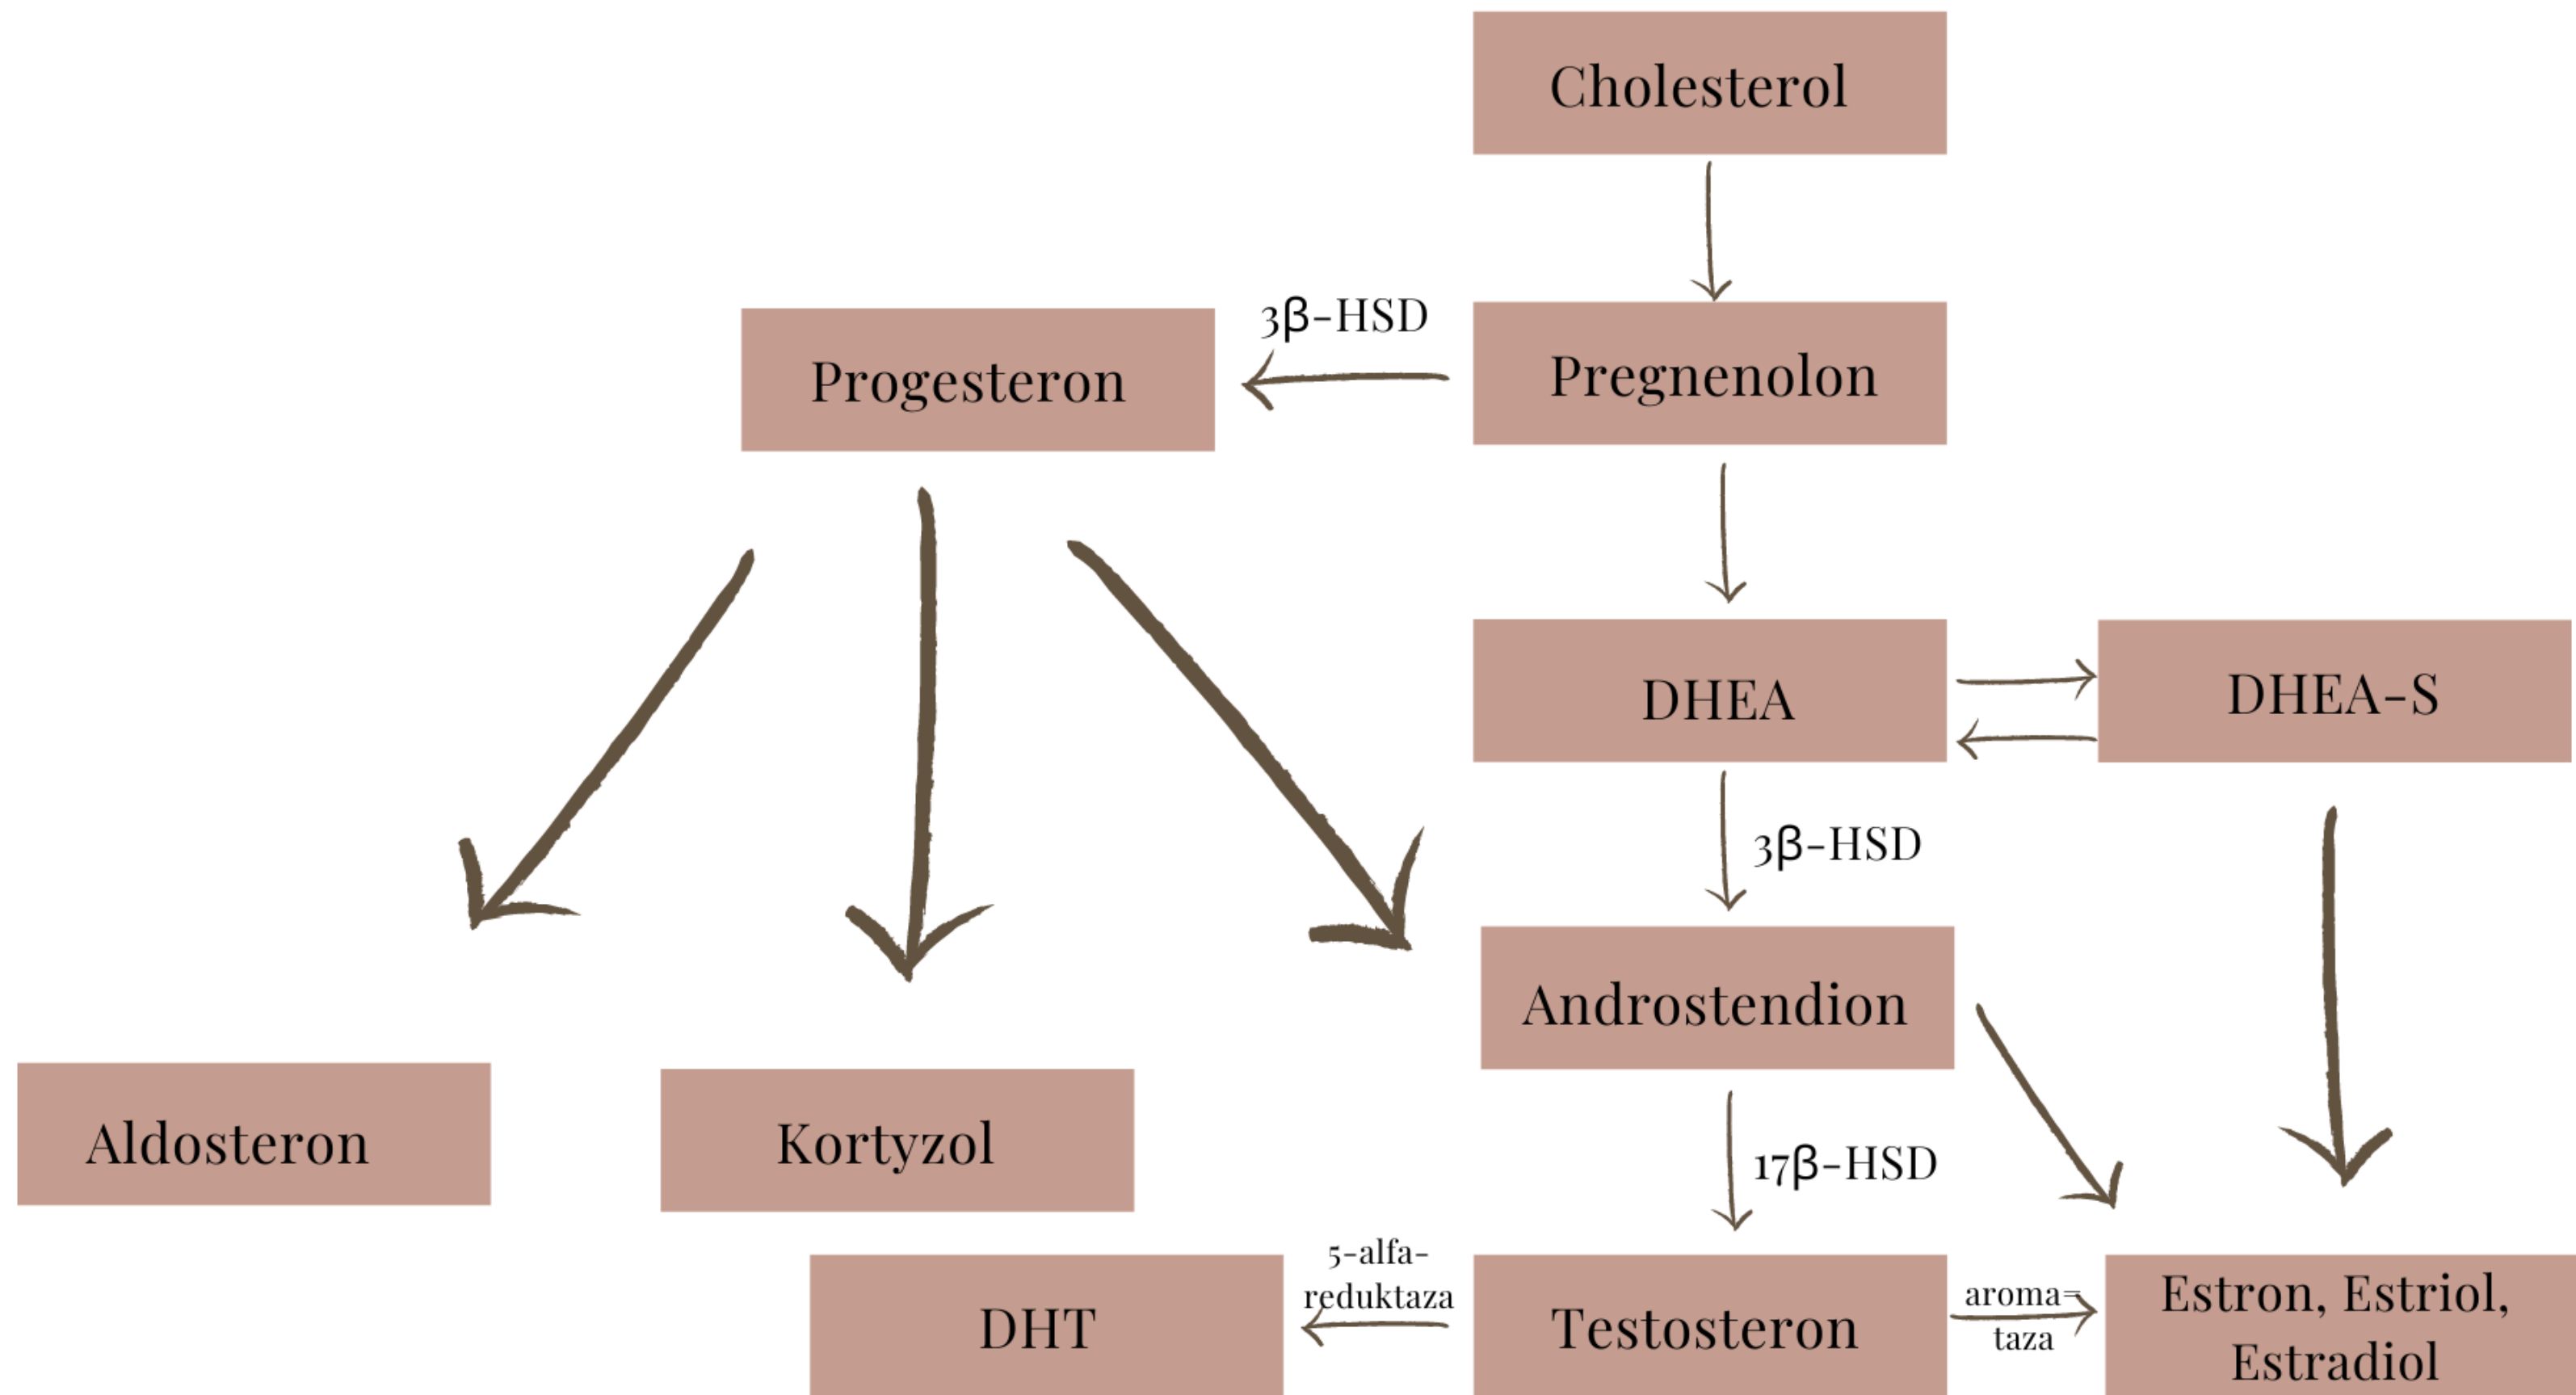 Cholesterol
3β-HSD
Progesteron
Pregnenolon
DHEA
DHEA-S
3β-HSD
Androstendion
17β-HSD
Aldosteron
Kortyzol
DHT
5-alfa-
reduktaza
Testosteron
aroma=
taza
Estron, Estriol,
Estradiol